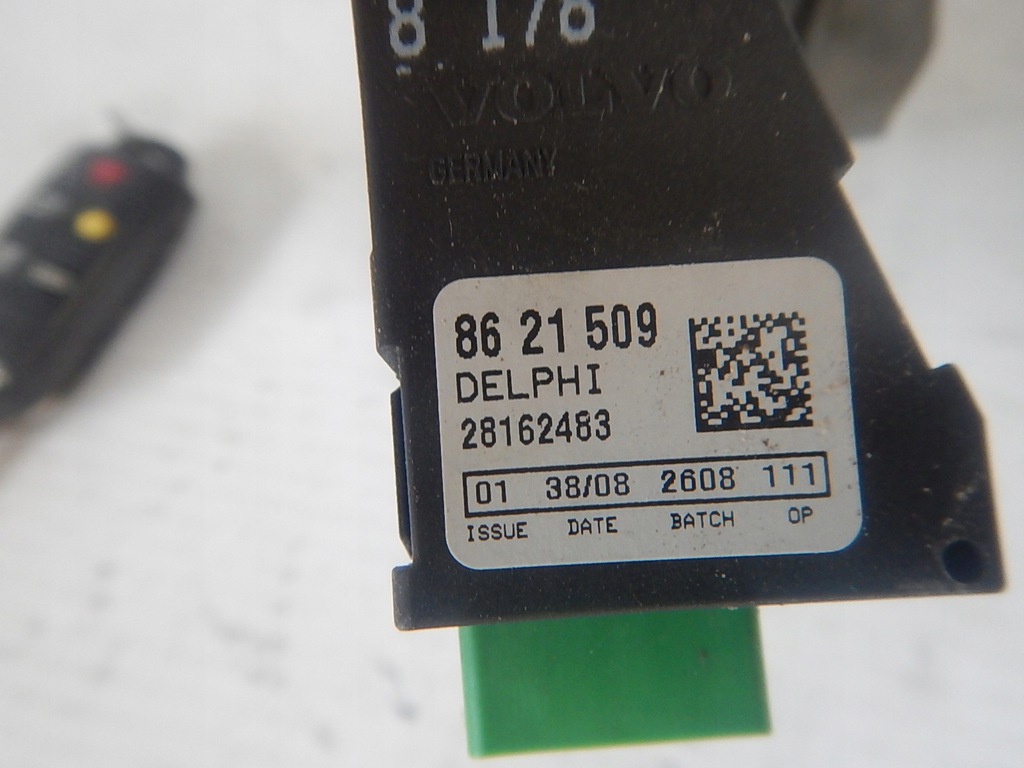 8 178
VOLVO
GERMANY
86 21 509
DELPHI
28162483
01 38/08 2608 111
ISSUE DATE BATCH OP